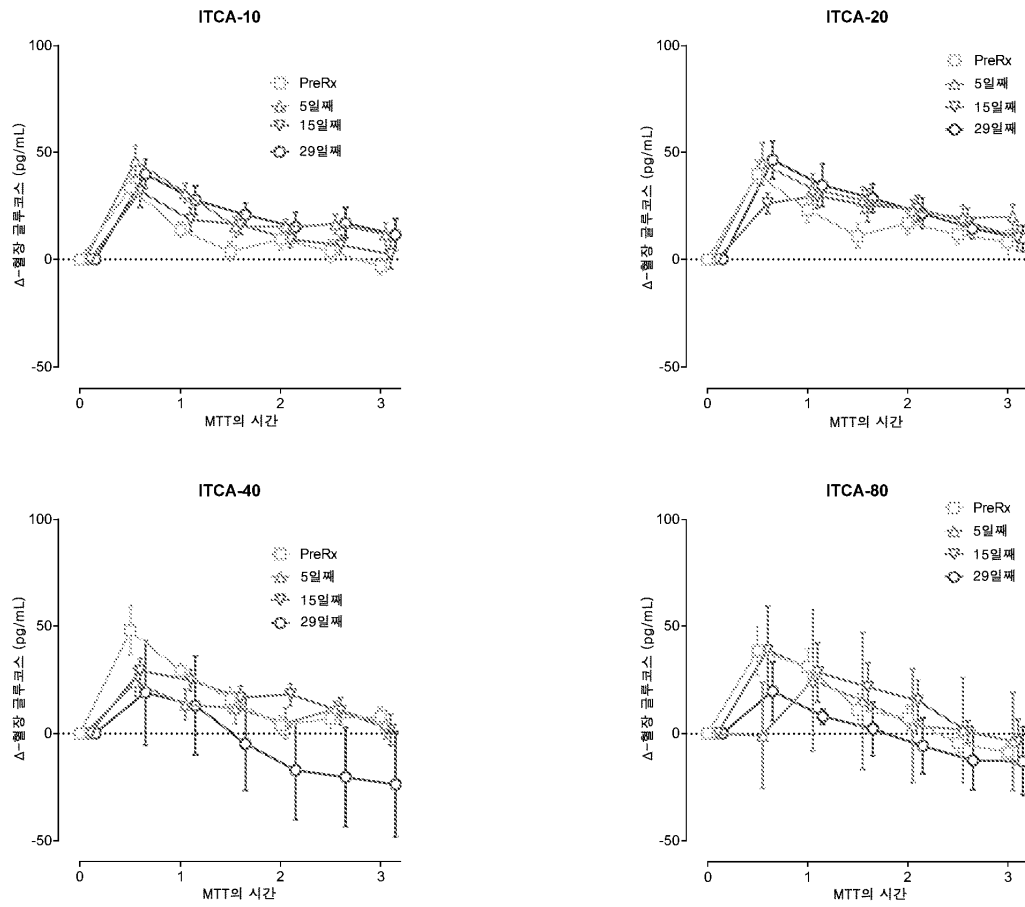 ITCA-10
100
50
0
-50
Δ-혈장 글루코스 (pg/mL)
PreRx
5일째
15일째
29일째
0 1 2 3
MTT의 시간
ITCA-20
100
50
0
-50
Δ-혈장 글루코스 (pg/mL)
PreRx
5일째
15일째
29일째
0 1 2 3
MTT의 시간
ITCA-40
100
50
0
-50
Δ-혈장 글루코스 (pg/mL)
PreRx
5일째
15일째
29일째
0 1 2 3
MTT의 시간
ITCA-80
100
50
0
-50
Δ-혈장 글루코스 (pg/mL)
PreRx
5일째
15일째
29일째
0 1 2 3
MTT의 시간